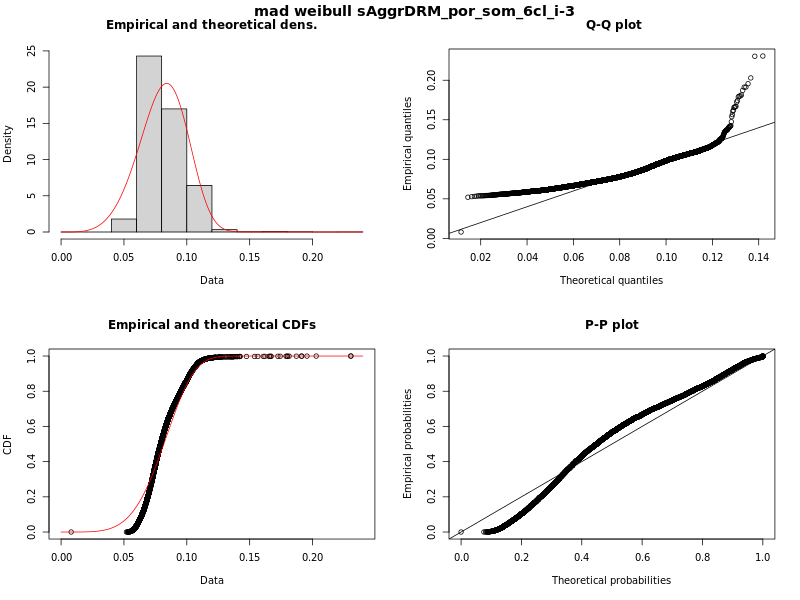 mad weibull sAggrDRM_por_som_6cl_i-3
Empirical and theoretical dens.
Density
0 5 10 15 20 25
0.00 0.05 0.10 0.15 0.20
Data
Q-Q plot
Empirical quantiles
0.00 0.05 0.10 0.15 0.20
0.02 0.04 0.06 0.08 0.10 0.12 0.14
Theoretical quantiles
Empirical and theoretical CDFs
CDF
0.0 0.2 0.4 0.6 0.8 1.0
0.00 0.05 0.10 0.15 0.20
Data
P-P plot
Empirical probabilities
0.0 0.2 0.4 0.6 0.8 1.0
0.0 0.2 0.4 0.6 0.8 1.0
Theoretical probabilities